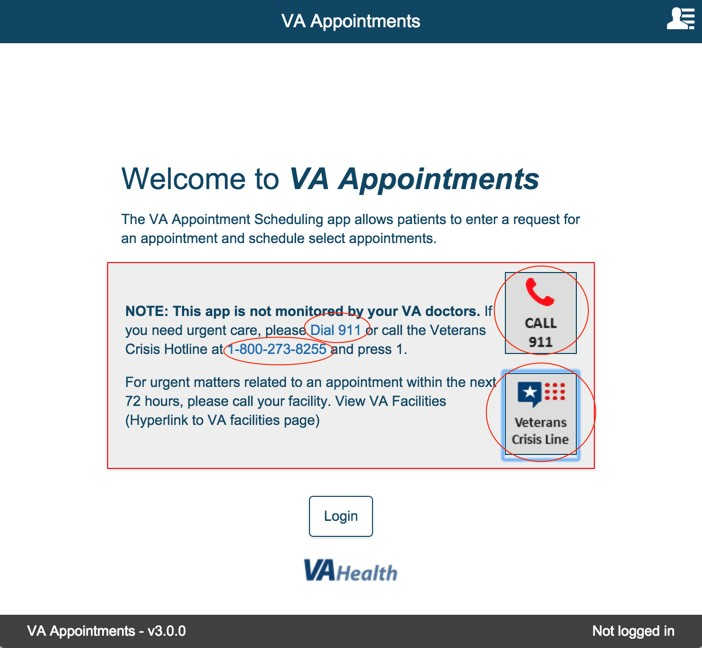 VA Appointments
Welcome to VA Appointments
The VA Appointment Scheduling app allows patients to enter a request for
an appointment and schedule select appointments.
NOTE: This app is not monitored by your VA doctors. If
you need urgent care, please Dial 911 or call the Veterans
Crisis Hotline at 1-800-273-8255 and press 1.
For urgent matters related to an appointment within the next
72 hours, please call your facility. View VA Facilities
(Hyperlink to VA facilities page)
CALL
911
Veterans
Crisis Line
Login
VA Health
VA Appointments - v3.0.0
Not logged in